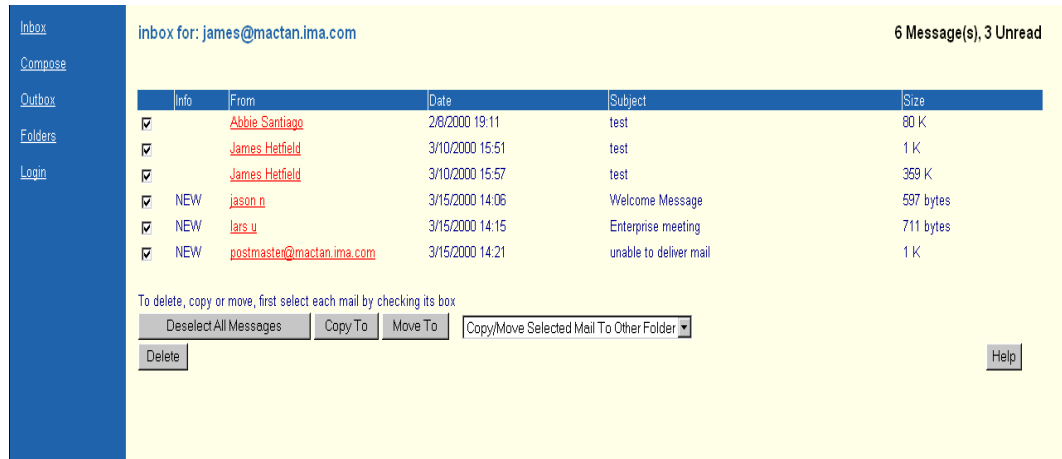 Inbox
Compose
Outbox
Folders
Login
inbox for: james@mactan.ima.com 6 Message(s), 3 Unread
Info From Date Subject Size
Abbie Santiago 2/8/2000 19:11 test 80 K
James Hetfield 3/10/2000 15:51 test 1 K
James Hetfield 3/10/2000 15:57 test 359 K
NEW jason n 3/15/2000 14:06 Welcome Message 597 bytes
NEW lars u 3/15/2000 14:15 Enterprise meeting 711 bytes
NEW postmaster@mactan.ima.com 3/15/2000 14:21 unable to deliver mail 1 K
To delete, copy or move, first select each mail by checking its box
Deselect All Messages Copy To Move To Copy/Move Selected Mail To Other Folder
Delete Help